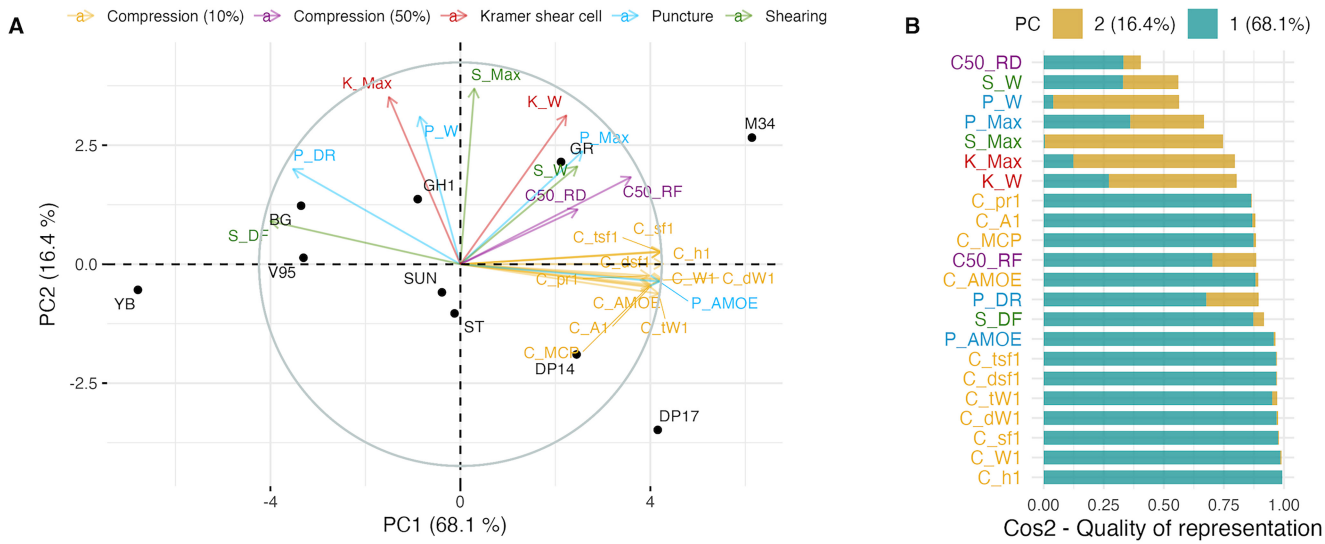 a Compression (10%) a Compression (50%) a Kramer shear cell a Puncture a Shearing
A
PC2 (16.4 %)
2.5
0.0
-2.5
-4
0
4
PC1 (68.1 %)
K_Max
S_Max
K_W
M34
P_W
P_Max
GR
P_DR
S_W
GH1
C50_RD
C50_RF
BG
S_DF
C_sf1
C_tsf1
C_h1
V95
C_dsf1
SUN
C_pr1
C_W1
C_dW1
YB
C_AMOE
P_AMOE
ST
C_A1
C_tW1
C_MCP
DP14
DP17
B
PC 2 (16.4%) 1 (68.1%)
C50_RD
S_W
P_W
P_Max
S_Max
K_Max
K_W
C_pr1
C_A1
C_MCP
C50_RF
C_AMOE
P_DR
S_DF
P_AMOE
C_tsf1
C_dsf1
C_tW1
C_dW1
C_sf1
C_W1
C_h1
0.00 0.25 0.50 0.75 1.00
Cos2 - Quality of representation